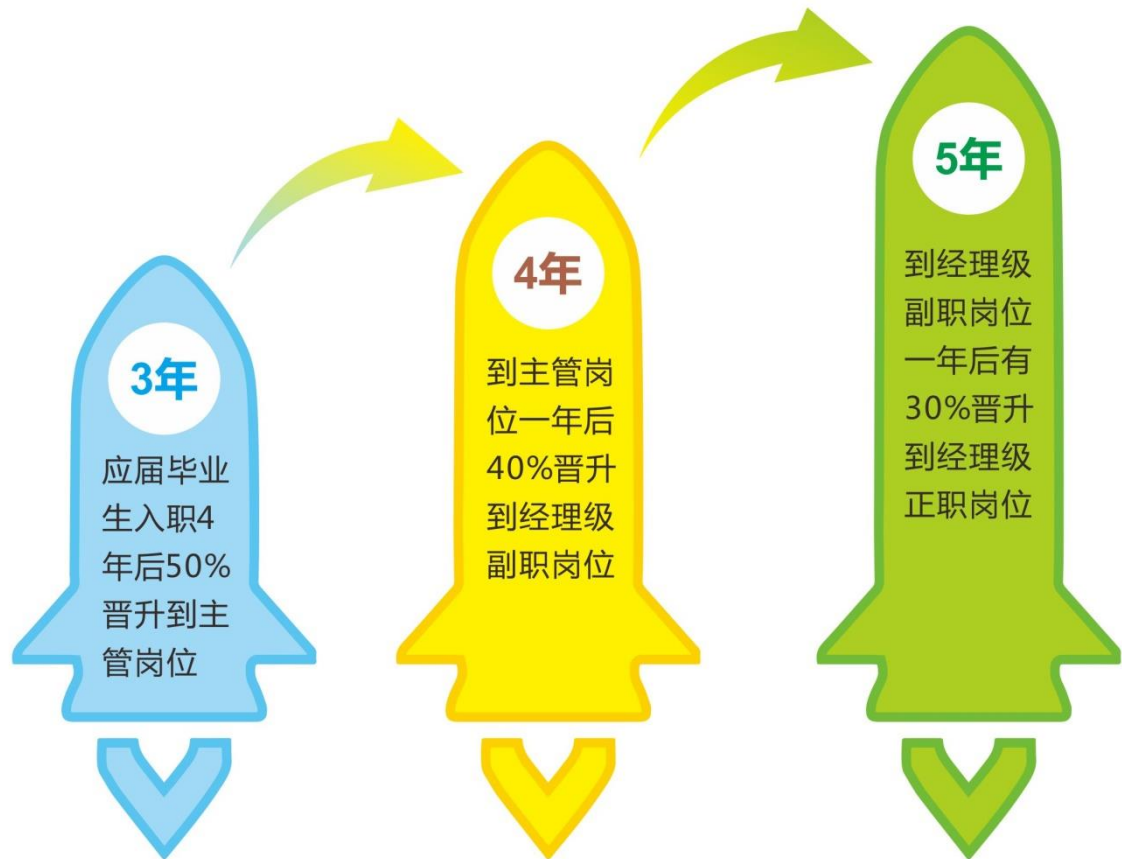 3年
应届毕业
生入职4
年后50%
晋升到主
管岗位
4年
到主管岗
位一年后
40%晋升
到经理级
副职岗位
5年
到经理级
副职岗位
一年后有
30%晋升
到经理级
正职岗位